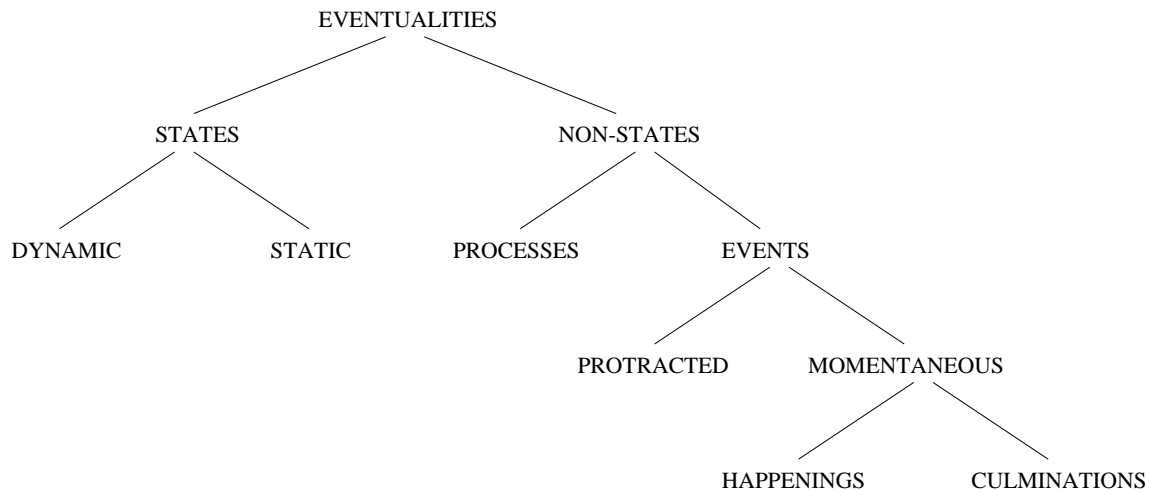 EVENTUALITIES
STATES
NON-STATES
DYNAMIC
STATIC
PROCESSES
EVENTS
PROTRACTED
MOMENTANEOUS
HAPPENINGS
CULMINATIONS